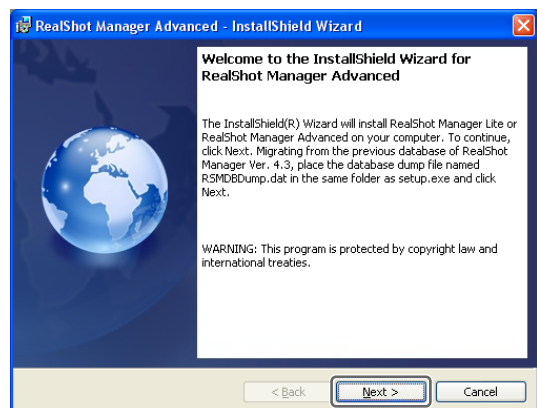 RealShot Manager Advanced - InstallShield Wizard
Welcome to the InstallShield Wizard for
RealShot Manager Advanced
The InstallShield(R) Wizard will install RealShot Manager Lite or
RealShot Manager Advanced on your computer. To continue,
click Next. Migrating from the previous database of RealShot
Manager Ver. 4.3, place the database dump file named
RSMDBDump.dat in the same folder as setup.exe and click
Next.
WARNING: This program is protected by copyright law and
international treaties.
< Back
Next >
Cancel